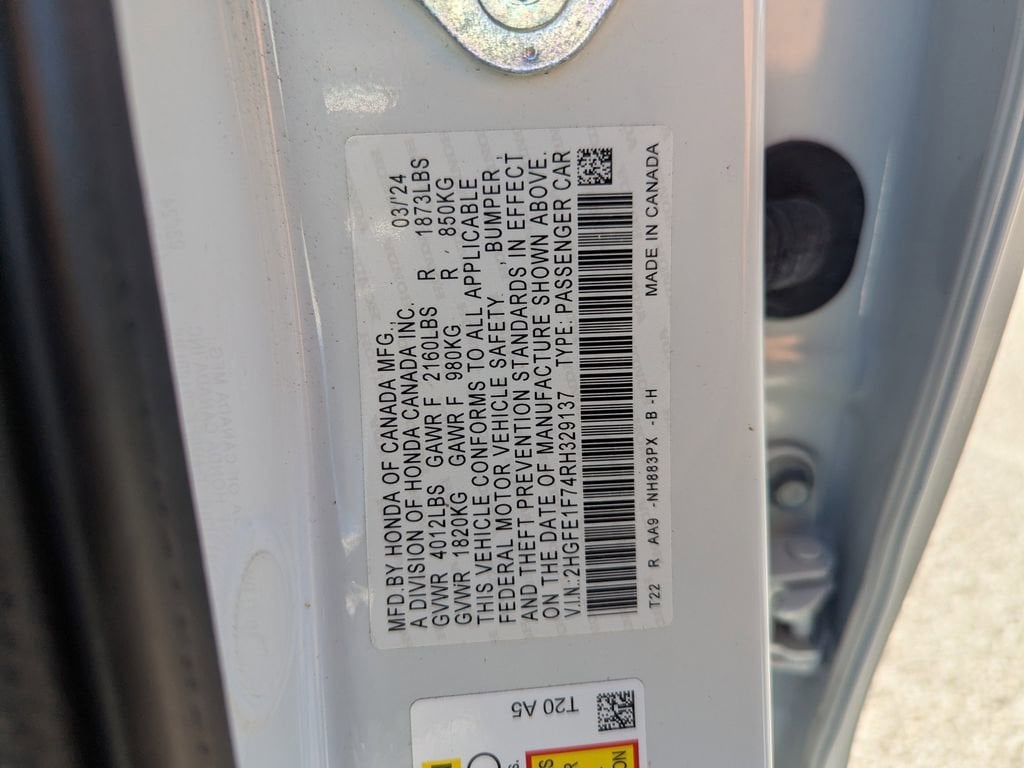 MFD.BY HONDA OF CANADA MFG.,
A DIVISION OF HONDA CANADA INC. 03/'24
GVWR 4012LBS GAWR F 2160LBS R 1873LBS
GVWR 1820KG GAWR F 980KG R, 850KG
THIS VEHICLE CONFORMS TO ALL APPLICABLE
FEDERAL MOTOR VEHICLE SAFETY, BUMPER,
AND THEFT PREVENTION STANDARDS IN EFFECT
ON THE DATE OF MANUFACTURE SHOWN ABOVE.
V.I.N.:2HGFE1F74RH329137 TYPE: PASSENGER CAR
T22 R AA9 -NH883PX -B -H MADE IN CANADA
T20 A5